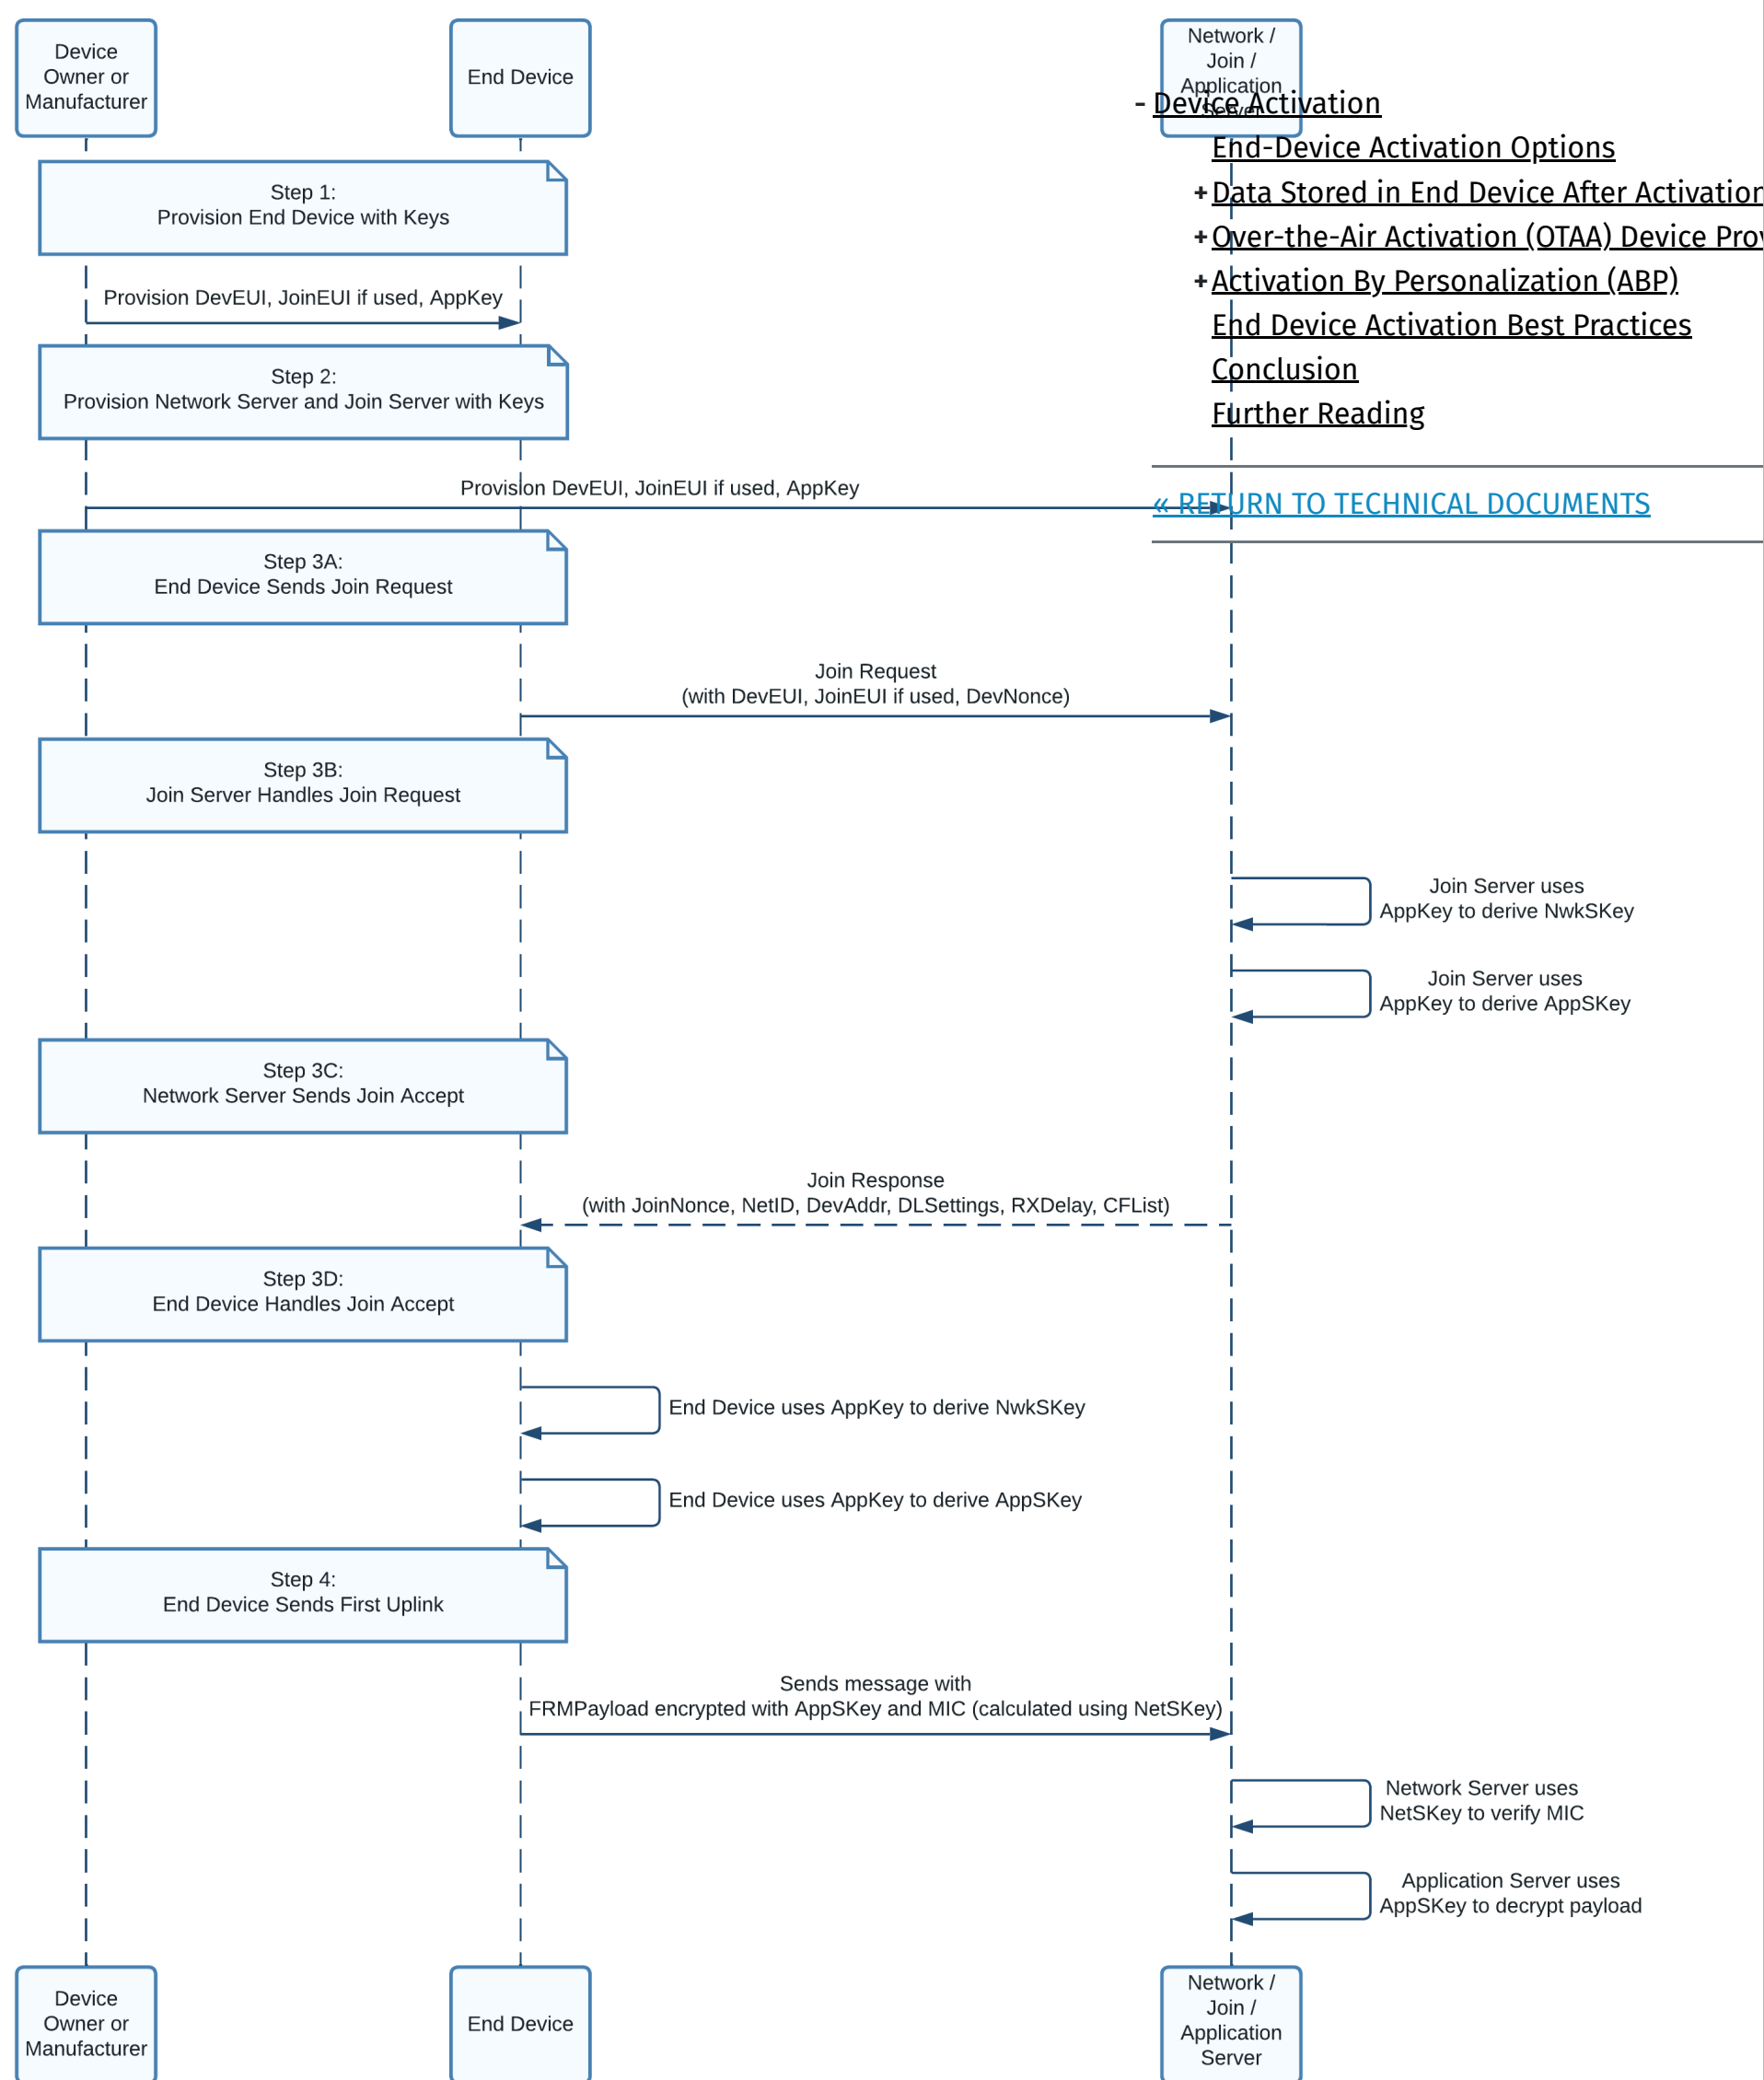 Device
Owner or
Manufacturer
End Device
Network /
Join /
Application
Server
- Device Activation
End-Device Activation Options
+ Data Stored in End Device After Activation
+ Over-the-Air Activation (OTAA) Device
+ Activation By Personalization (ABP)
End Device Activation Best Practices
Conclusion
Further Reading
« RETURN TO TECHNICAL DOCUMENTS
Step 1:
Provision End Device with Keys
Provision DevEUI, JoinEUI if used, AppKey
Step 2:
Provision Network Server and Join Server with Keys
Provision DevEUI, JoinEUI if used, AppKey
Step 3A:
End Device Sends Join Request
Join Request
(with DevEUI, JoinEUI if used, DevNonce)
Step 3B:
Join Server Handles Join Request
Join Server uses
AppKey to derive NwkSKey
Join Server uses
AppKey to derive AppSKey
Step 3C:
Network Server Sends Join Accept
Join Response
(with JoinNonce, NetID, DevAddr, DLSettings, RXDelay, CFList)
Step 3D:
End Device Handles Join Accept
End Device uses AppKey to derive NwkSKey
End Device uses AppKey to derive AppSKey
Step 4:
End Device Sends First Uplink
Sends message with
FRMPayload encrypted with AppSKey and MIC (calculated using NetSKey)
Network Server uses
NetSKey to verify MIC
Application Server uses
AppSKey to decrypt payload
Device
Owner or
Manufacturer
End Device
Network /
Join /
Application
Server